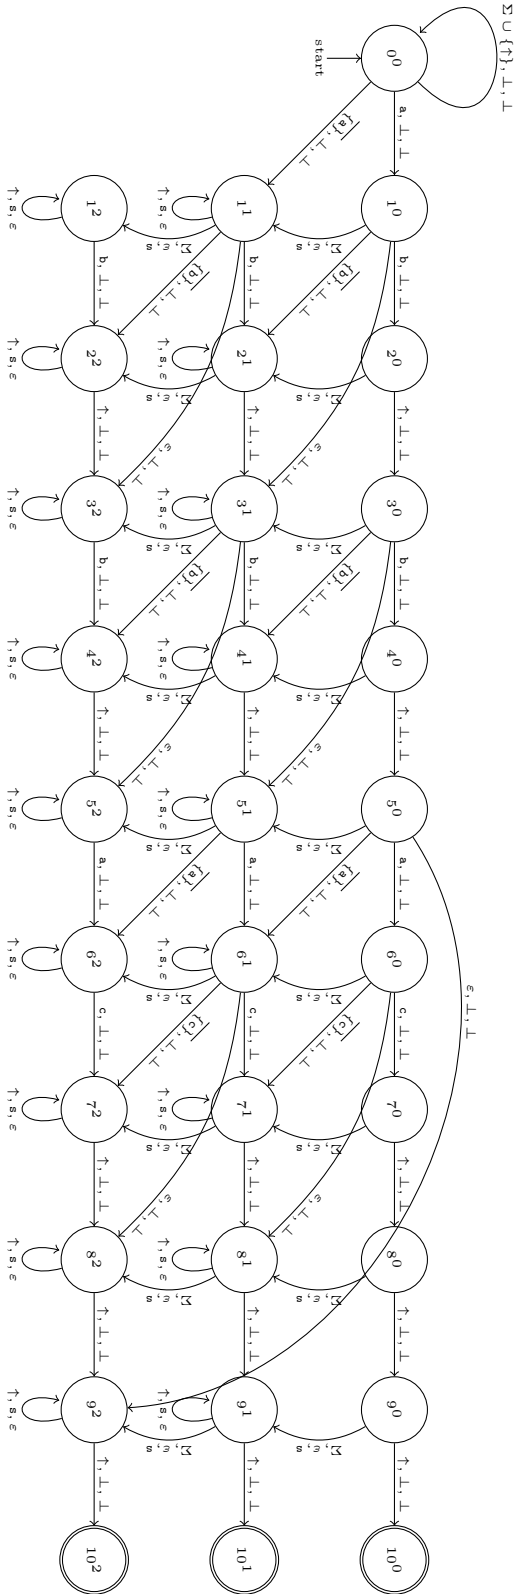 Σ ∪ {↑}, ⊥, ⊥
ε, ⊥, ⊥
0⁰
a, ⊥, ⊥
1⁰
b, ⊥, ⊥
2⁰
↑, ⊥, ⊥
3⁰
b, ⊥, ⊥
4⁰
↑, ⊥, ⊥
5⁰
a, ⊥, ⊥
6⁰
c, ⊥, ⊥
7⁰
↑, ⊥, ⊥
8⁰
↑, ⊥, ⊥
9⁰
↑, ⊥, ⊥
10⁰
start
{a}, ⊥, ⊥
Σ, ε, s
{b}, ⊥, ⊥
Σ, ε, s
ε, ⊥, ⊥
Σ, ε, s
{b}, ⊥, ⊥
Σ, ε, s
ε, ⊥, ⊥
Σ, ε, s
{a}, ⊥, ⊥
Σ, ε, s
{c}, ⊥, ⊥
Σ, ε, s
ε, ⊥, ⊥
Σ, ε, s
Σ, ε, s
1¹
b, ⊥, ⊥
2¹
↑, ⊥, ⊥
3¹
b, ⊥, ⊥
4¹
↑, ⊥, ⊥
5¹
a, ⊥, ⊥
6¹
c, ⊥, ⊥
7¹
↑, ⊥, ⊥
8¹
↑, ⊥, ⊥
9¹
↑, ⊥, ⊥
10¹
↑, s, ε
↑, s, ε
↑, s, ε
↑, s, ε
↑, s, ε
↑, s, ε
↑, s, ε
↑, s, ε
↑, s, ε
Σ, ε, s
{b}, ⊥, ⊥
Σ, ε, s
ε, ⊥, ⊥
Σ, ε, s
{b}, ⊥, ⊥
Σ, ε, s
ε, ⊥, ⊥
Σ, ε, s
{a}, ⊥, ⊥
Σ, ε, s
{c}, ⊥, ⊥
Σ, ε, s
ε, ⊥, ⊥
Σ, ε, s
Σ, ε, s
1²
b, ⊥, ⊥
2²
↑, ⊥, ⊥
3²
b, ⊥, ⊥
4²
↑, ⊥, ⊥
5²
a, ⊥, ⊥
6²
c, ⊥, ⊥
7²
↑, ⊥, ⊥
8²
↑, ⊥, ⊥
9²
↑, ⊥, ⊥
10²
↑, s, ε
↑, s, ε
↑, s, ε
↑, s, ε
↑, s, ε
↑, s, ε
↑, s, ε
↑, s, ε
↑, s, ε